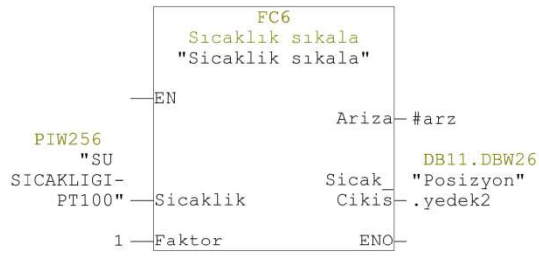 FC6
Sıcaklık sıkala
"Sicaklik sıkala"
EN
Ariza #arz
PIW256
"SU
SICAKLIGI-
PT100" Sicaklik
DB11.DBW26
Sicak_ "Posizyon"
Cikis .yedek2
1 Faktor ENO